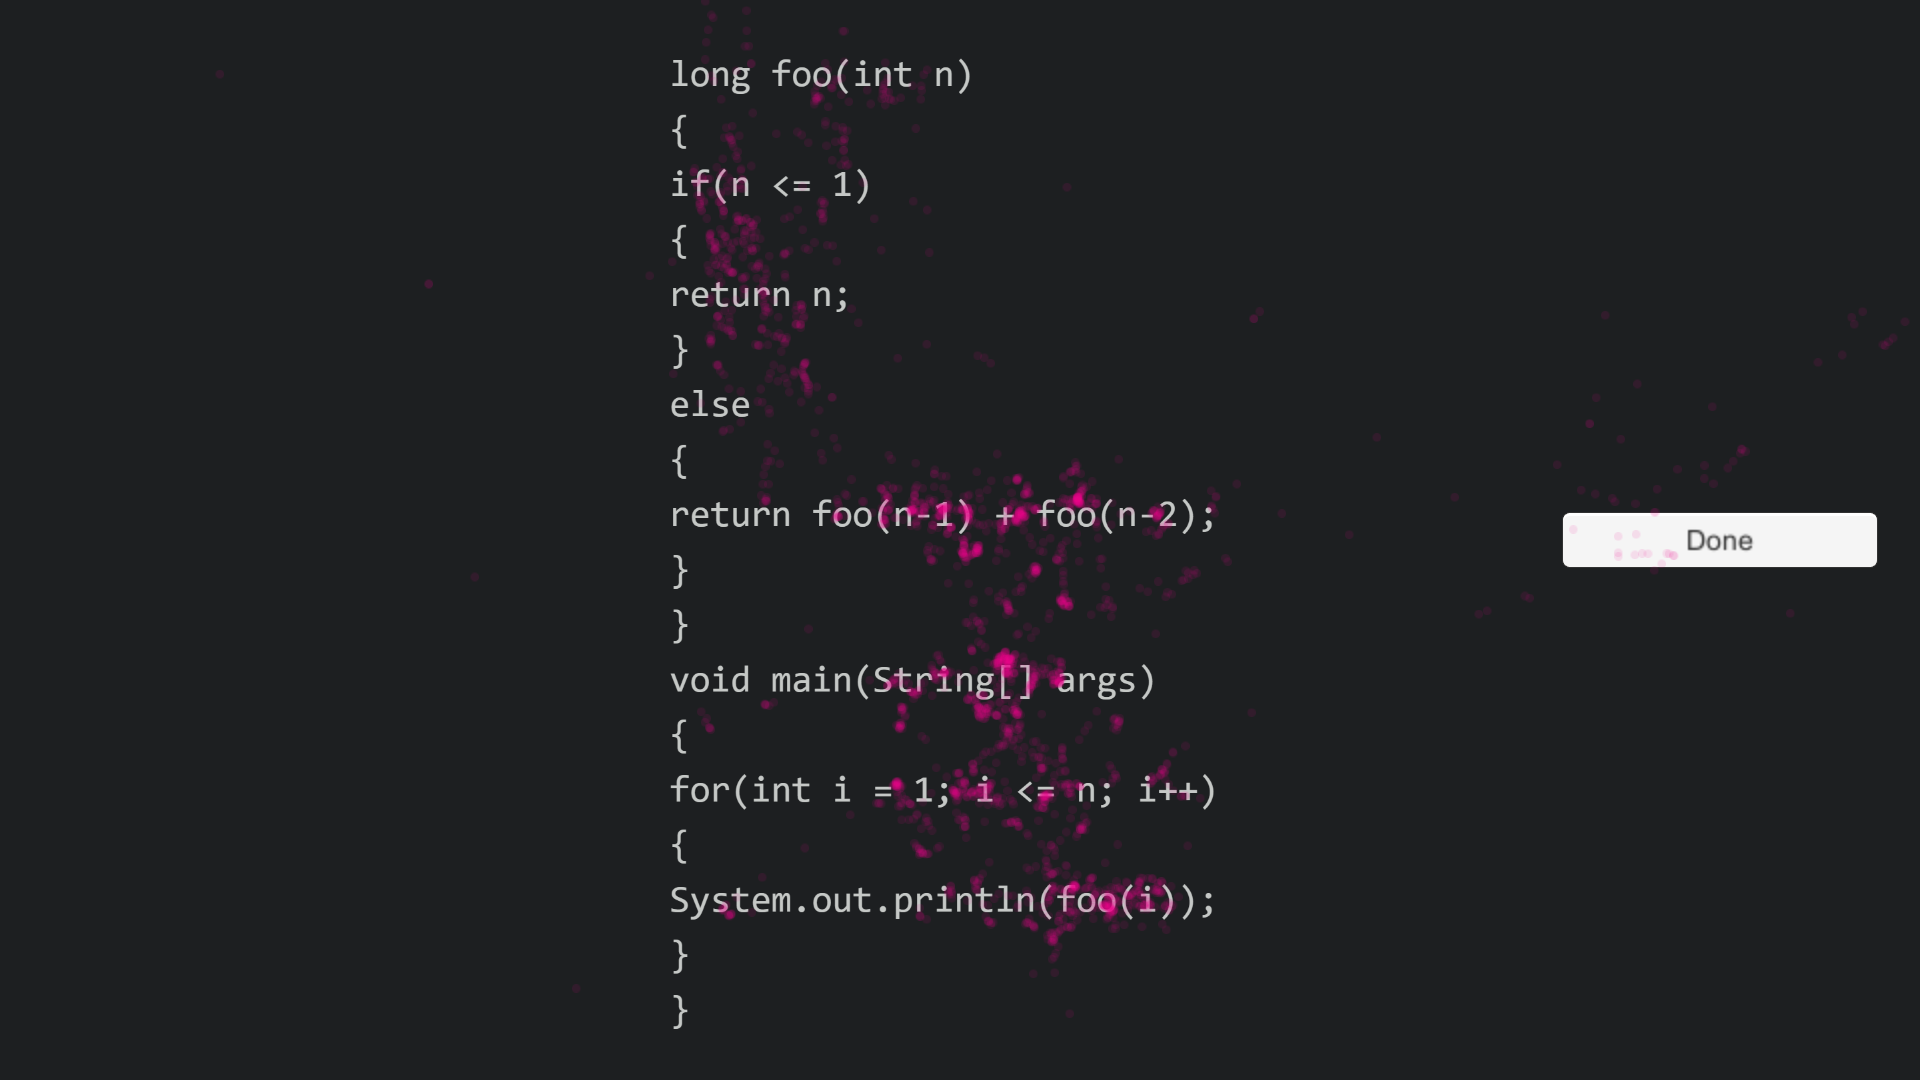 long foo(int n)
{
if(n <= 1)
{
return n;
}
else
{
return foo(n-1) + foo(n-2);
}
}
void main(String[] args)
{
for(int i = 1; i <= n; i++)
{
System.out.println(foo(i));
}
}
Done